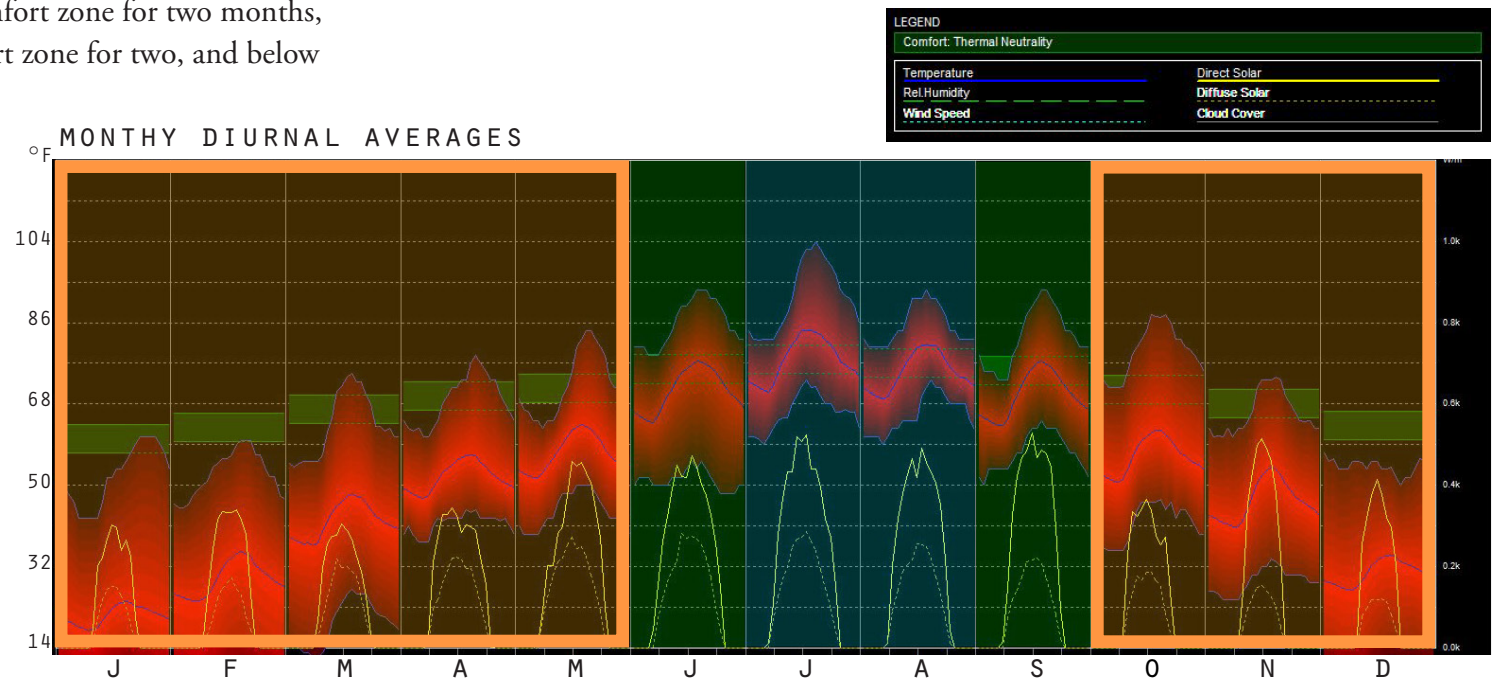 fort zone for two months,
rt zone for two, and below
LEGEND
Comfort: Thermal Neutrality
Temperature
Direct Solar
Rel.Humidity
Diffuse Solar
Wind Speed
Cloud Cover
MONTHY DIURNAL AVERAGES
°F
104
86
68
50
32
14
1.0k
0.8k
0.6k
0.4k
0.2k
0.0k
J F M A M J J A S O N D